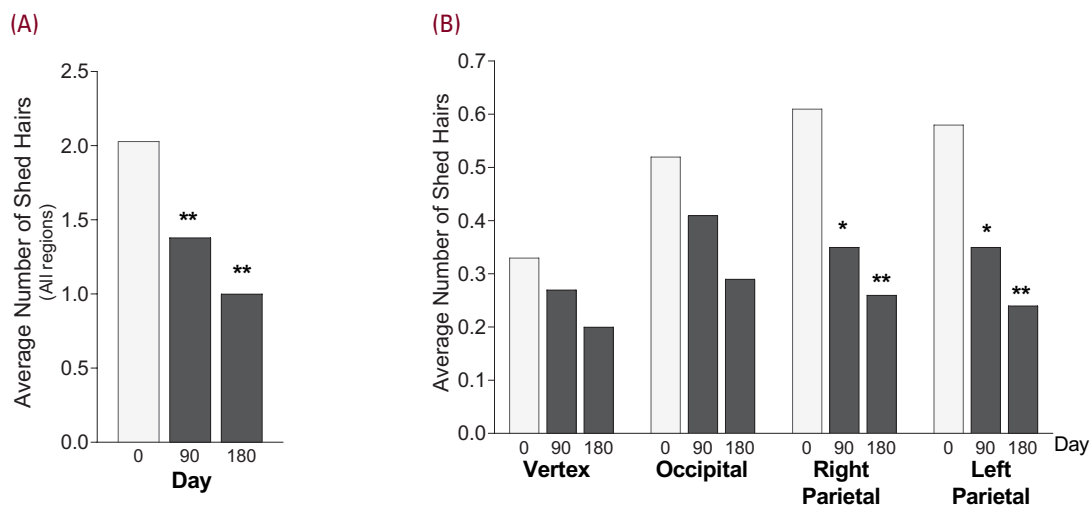 (A)
Average Number of Shed Hairs
(All regions)
2.5
2.0
1.5
1.0
0.5
0.0
**
**
0 90 180
Day
(B)
Average Number of Shed Hairs
0.7
0.6
0.5
0.4
0.3
0.2
0.1
0.0
*
**
*
**
0 90 180 0 90 180 0 90 180 0 90 180 Day
Vertex Occipital Right Left
Parietal Parietal